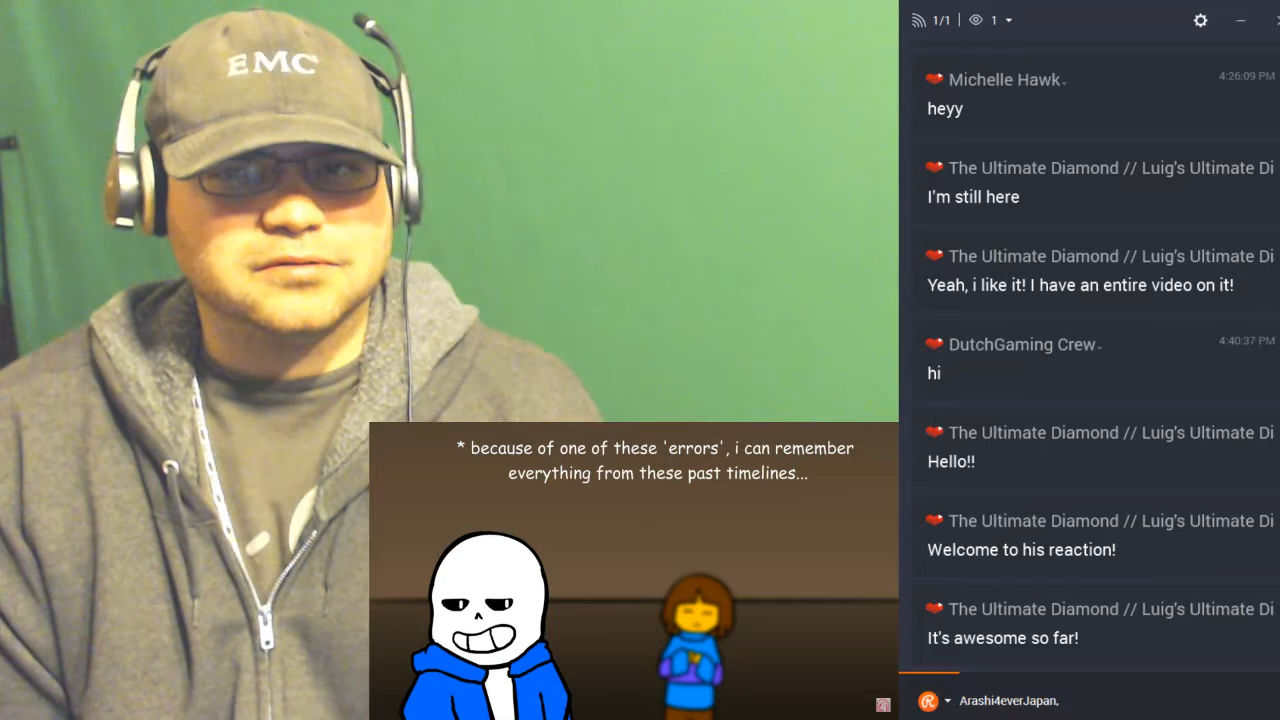 EMC
* because of one of these 'errors', i can remember
everything from these past timelines...
1/1
1
Michelle Hawk
4:26:09 PM
heyy
The Ultimate Diamond // Luig's Ultimate Di
I'm still here
The Ultimate Diamond // Luig's Ultimate Di
Yeah, i like it! I have an entire video on it!
DutchGaming Crew
4:40:37 PM
hi
The Ultimate Diamond // Luig's Ultimate Di
Hello!!
The Ultimate Diamond // Luig's Ultimate Di
Welcome to his reaction!
The Ultimate Diamond // Luig's Ultimate Di
It's awesome so far!
Arashi4everJapan,